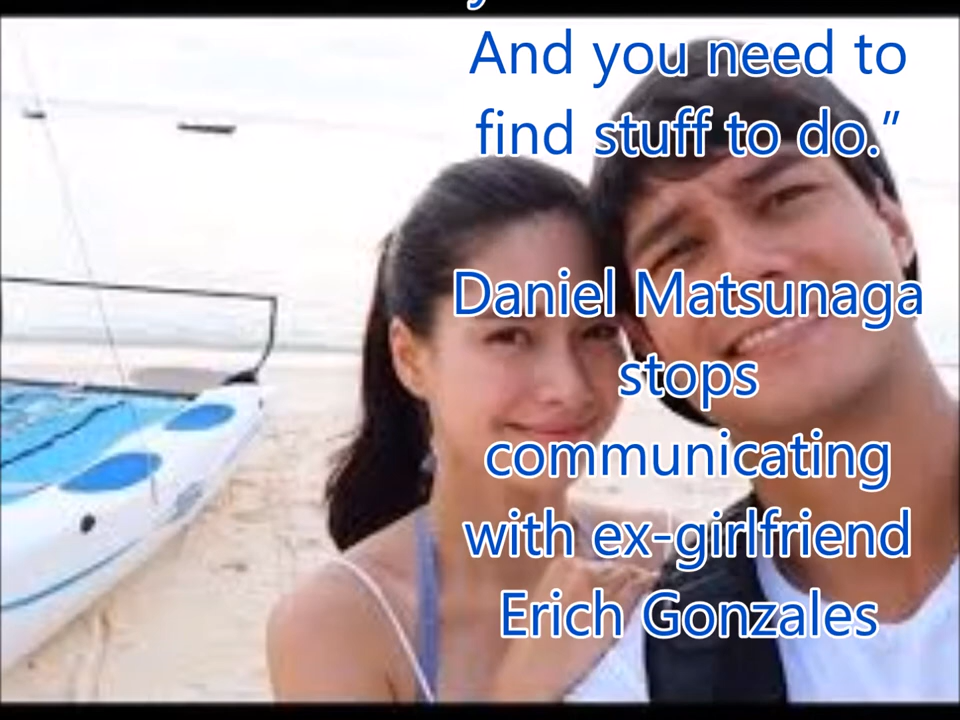 And you need to
find stuff to do.”
Daniel Matsunaga
stops
communicating
with ex-girlfriend
Erich Gonzales